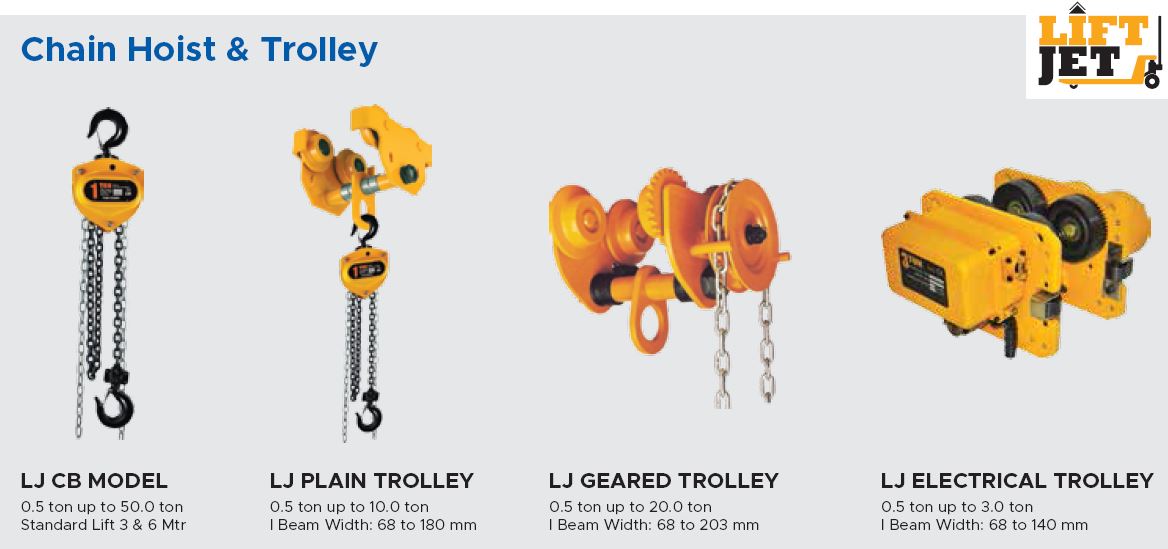 Chain Hoist & Trolley
LIFT
JET
1 TON
1
LJ CB MODEL
0.5 ton up to 50.0 ton
Standard Lift 3 & 6 Mtr
LJ PLAIN TROLLEY
0.5 ton up to 10.0 ton
I Beam Width: 68 to 180 mm
LJ GEARED TROLLEY
0.5 ton up to 20.0 ton
I Beam Width: 68 to 203 mm
LJ ELECTRICAL TROLLEY
0.5 ton up to 3.0 ton
I Beam Width: 68 to 140 mm